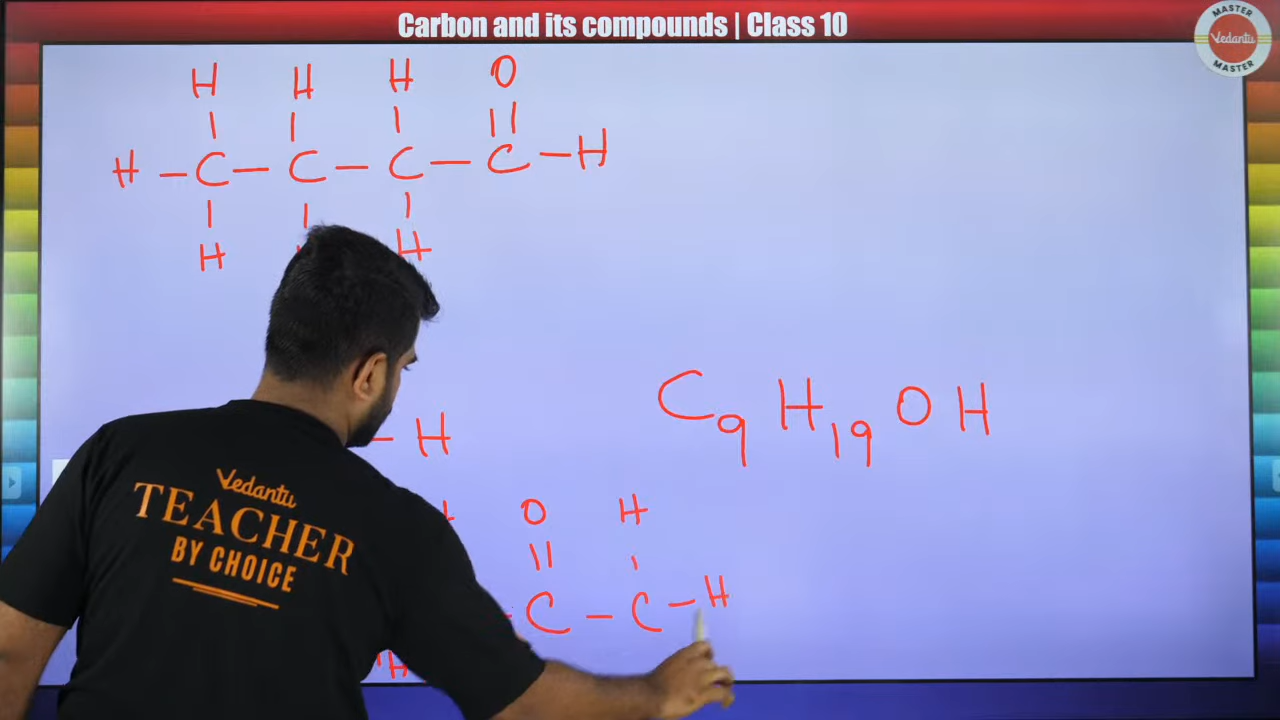 Carbon and its compounds | Class 10
MASTER
Vedantu
MASTER
H H H O
H – C – C – C – C – H
H H
C9H19OH
– H
O H
C – C – H
H
Vedantu
TEACHER
BY CHOICE